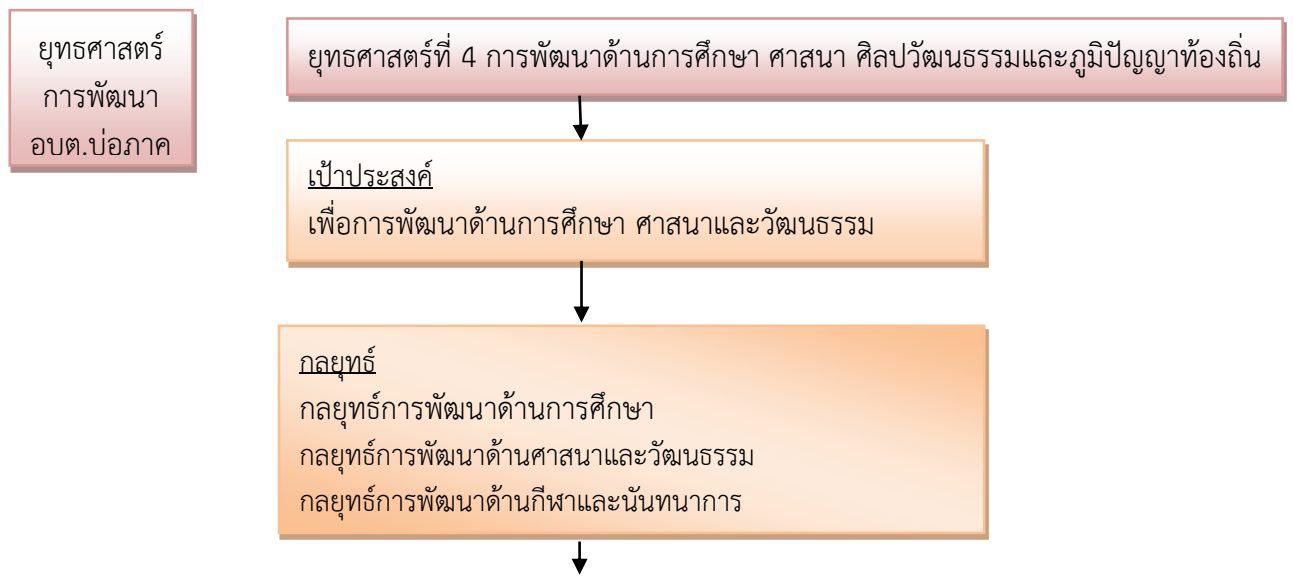 ยุทธศาสตร์
การพัฒนา
อบต.บ่อภาค
ยุทธศาสตร์ที่ 4 การพัฒนาด้านการศึกษา ศาสนา ศิลปวัฒนธรรมและภูมิปัญญาท้องถิ่น
เป้าประสงค์
เพื่อการพัฒนาด้านการศึกษา ศาสนาและวัฒนธรรม
กลยุทธ์
กลยุทธ์การพัฒนาด้านการศึกษา
กลยุทธ์การพัฒนาด้านศาสนาและวัฒนธรรม
กลยุทธ์การพัฒนาด้านกีฬาและนันทนาการ